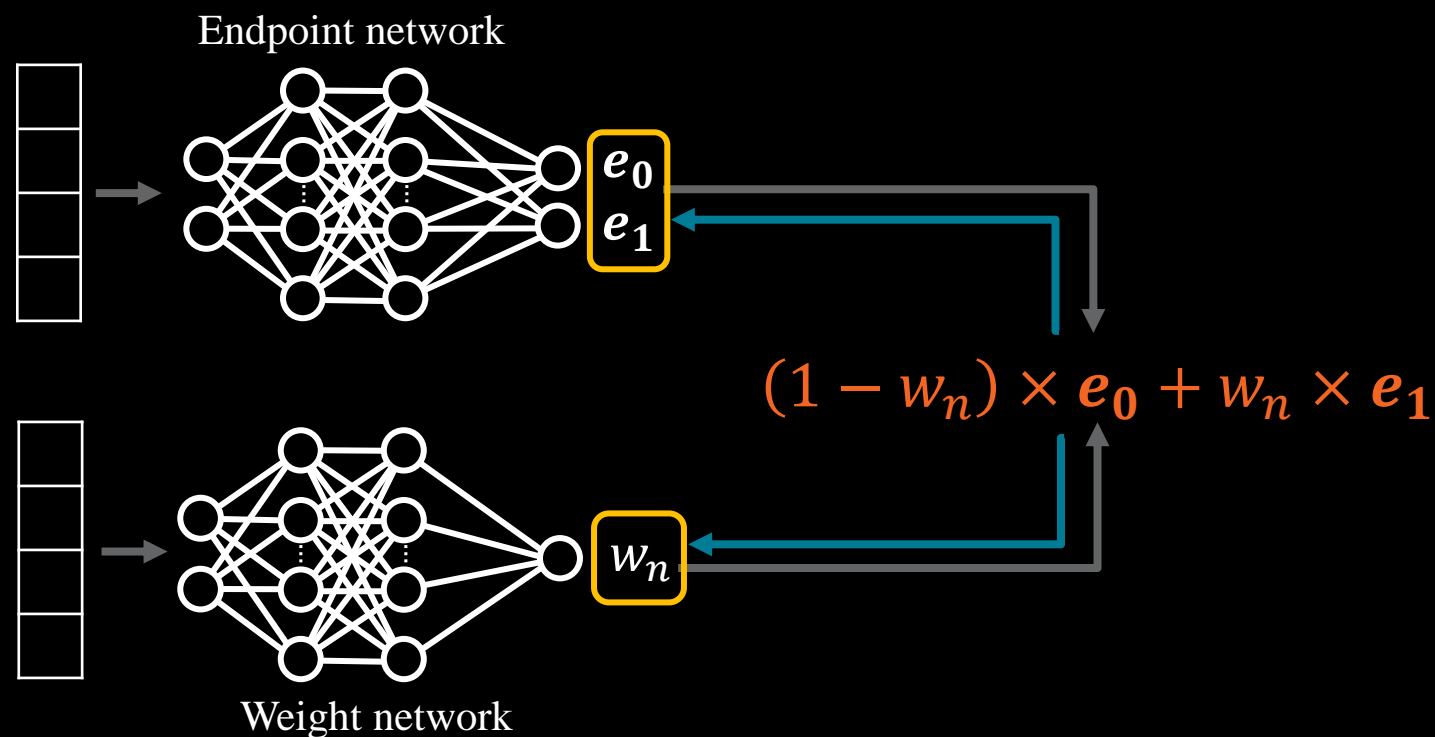 Endpoint network
e₀
e₁
(1 − wₙ) × e₀ + wₙ × e₁
wₙ
Weight network